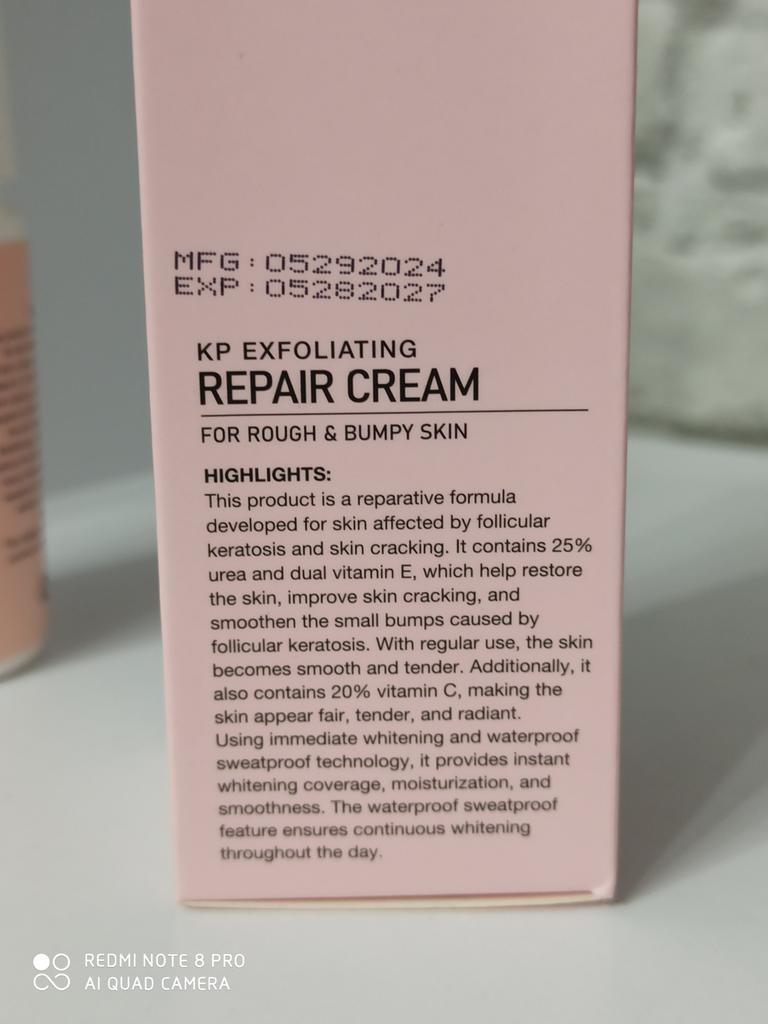 MFG : 05292024
EXP : 05282027
KP EXFOLIATING
REPAIR CREAM
FOR ROUGH & BUMPY SKIN
HIGHLIGHTS:
This product is a reparative formula
developed for skin affected by follicular
keratosis and skin cracking. It contains 25%
urea and dual vitamin E, which help restore
the skin, improve skin cracking, and
smoothen the small bumps caused by
follicular keratosis. With regular use, the skin
becomes smooth and tender. Additionally, it
also contains 20% vitamin C, making the
skin appear fair, tender, and radiant.
Using immediate whitening and waterproof
sweatproof technology, it provides instant
whitening coverage, moisturization, and
smoothness. The waterproof sweatproof
feature ensures continuous whitening
throughout the day.
REDMI NOTE 8 PRO
AI QUAD CAMERA